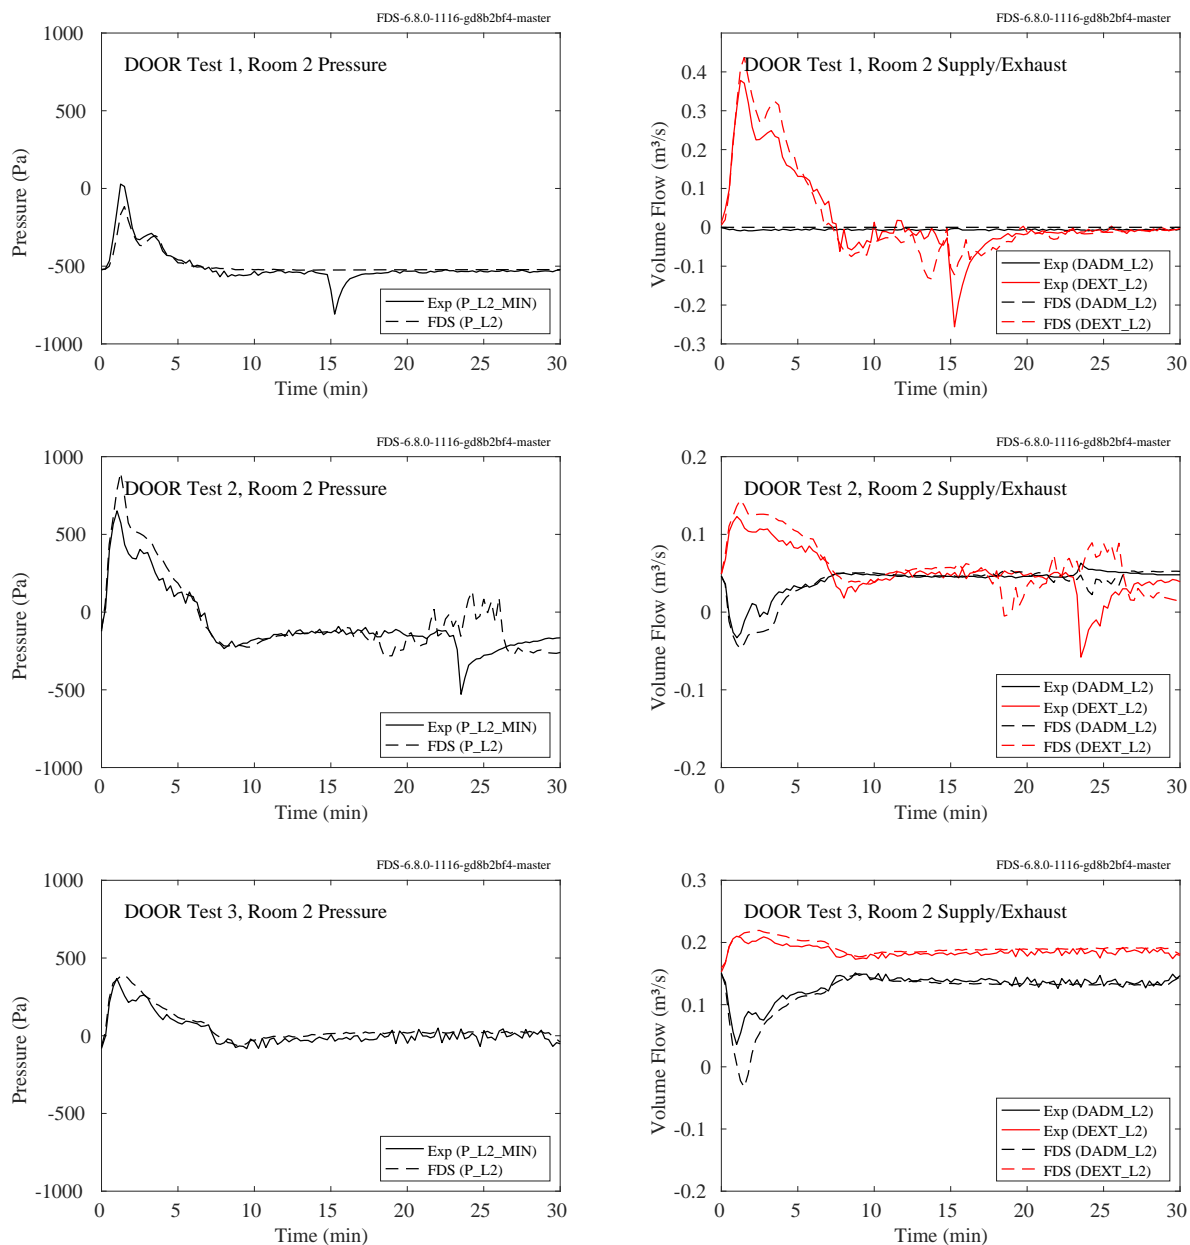 FDS-6.8.0-1116-gd8b2bf4-master
DOOR Test 1, Room 2 Pressure
1000
500
0
-500
-1000
Pressure (Pa)
Exp (P_L2_MIN)
FDS (P_L2)
0 5 10 15 20 25 30
Time (min)
FDS-6.8.0-1116-gd8b2bf4-master
DOOR Test 1, Room 2 Supply/Exhaust
0.4
0.3
0.2
0.1
0
-0.1
-0.2
-0.3
Volume Flow (m³/s)
Exp (DADM_L2)
Exp (DEXT_L2)
FDS (DADM_L2)
FDS (DEXT_L2)
0 5 10 15 20 25 30
Time (min)
FDS-6.8.0-1116-gd8b2bf4-master
DOOR Test 2, Room 2 Pressure
1000
500
0
-500
-1000
Pressure (Pa)
Exp (P_L2_MIN)
FDS (P_L2)
0 5 10 15 20 25 30
Time (min)
FDS-6.8.0-1116-gd8b2bf4-master
DOOR Test 2, Room 2 Supply/Exhaust
0.2
0.1
0
-0.1
-0.2
Volume Flow (m³/s)
Exp (DADM_L2)
Exp (DEXT_L2)
FDS (DADM_L2)
FDS (DEXT_L2)
0 5 10 15 20 25 30
Time (min)
FDS-6.8.0-1116-gd8b2bf4-master
DOOR Test 3, Room 2 Pressure
1000
500
0
-500
-1000
Pressure (Pa)
Exp (P_L2_MIN)
FDS (P_L2)
0 5 10 15 20 25 30
Time (min)
FDS-6.8.0-1116-gd8b2bf4-master
DOOR Test 3, Room 2 Supply/Exhaust
0.3
0.2
0.1
0
-0.1
-0.2
Volume Flow (m³/s)
Exp (DADM_L2)
Exp (DEXT_L2)
FDS (DADM_L2)
FDS (DEXT_L2)
0 5 10 15 20 25 30
Time (min)